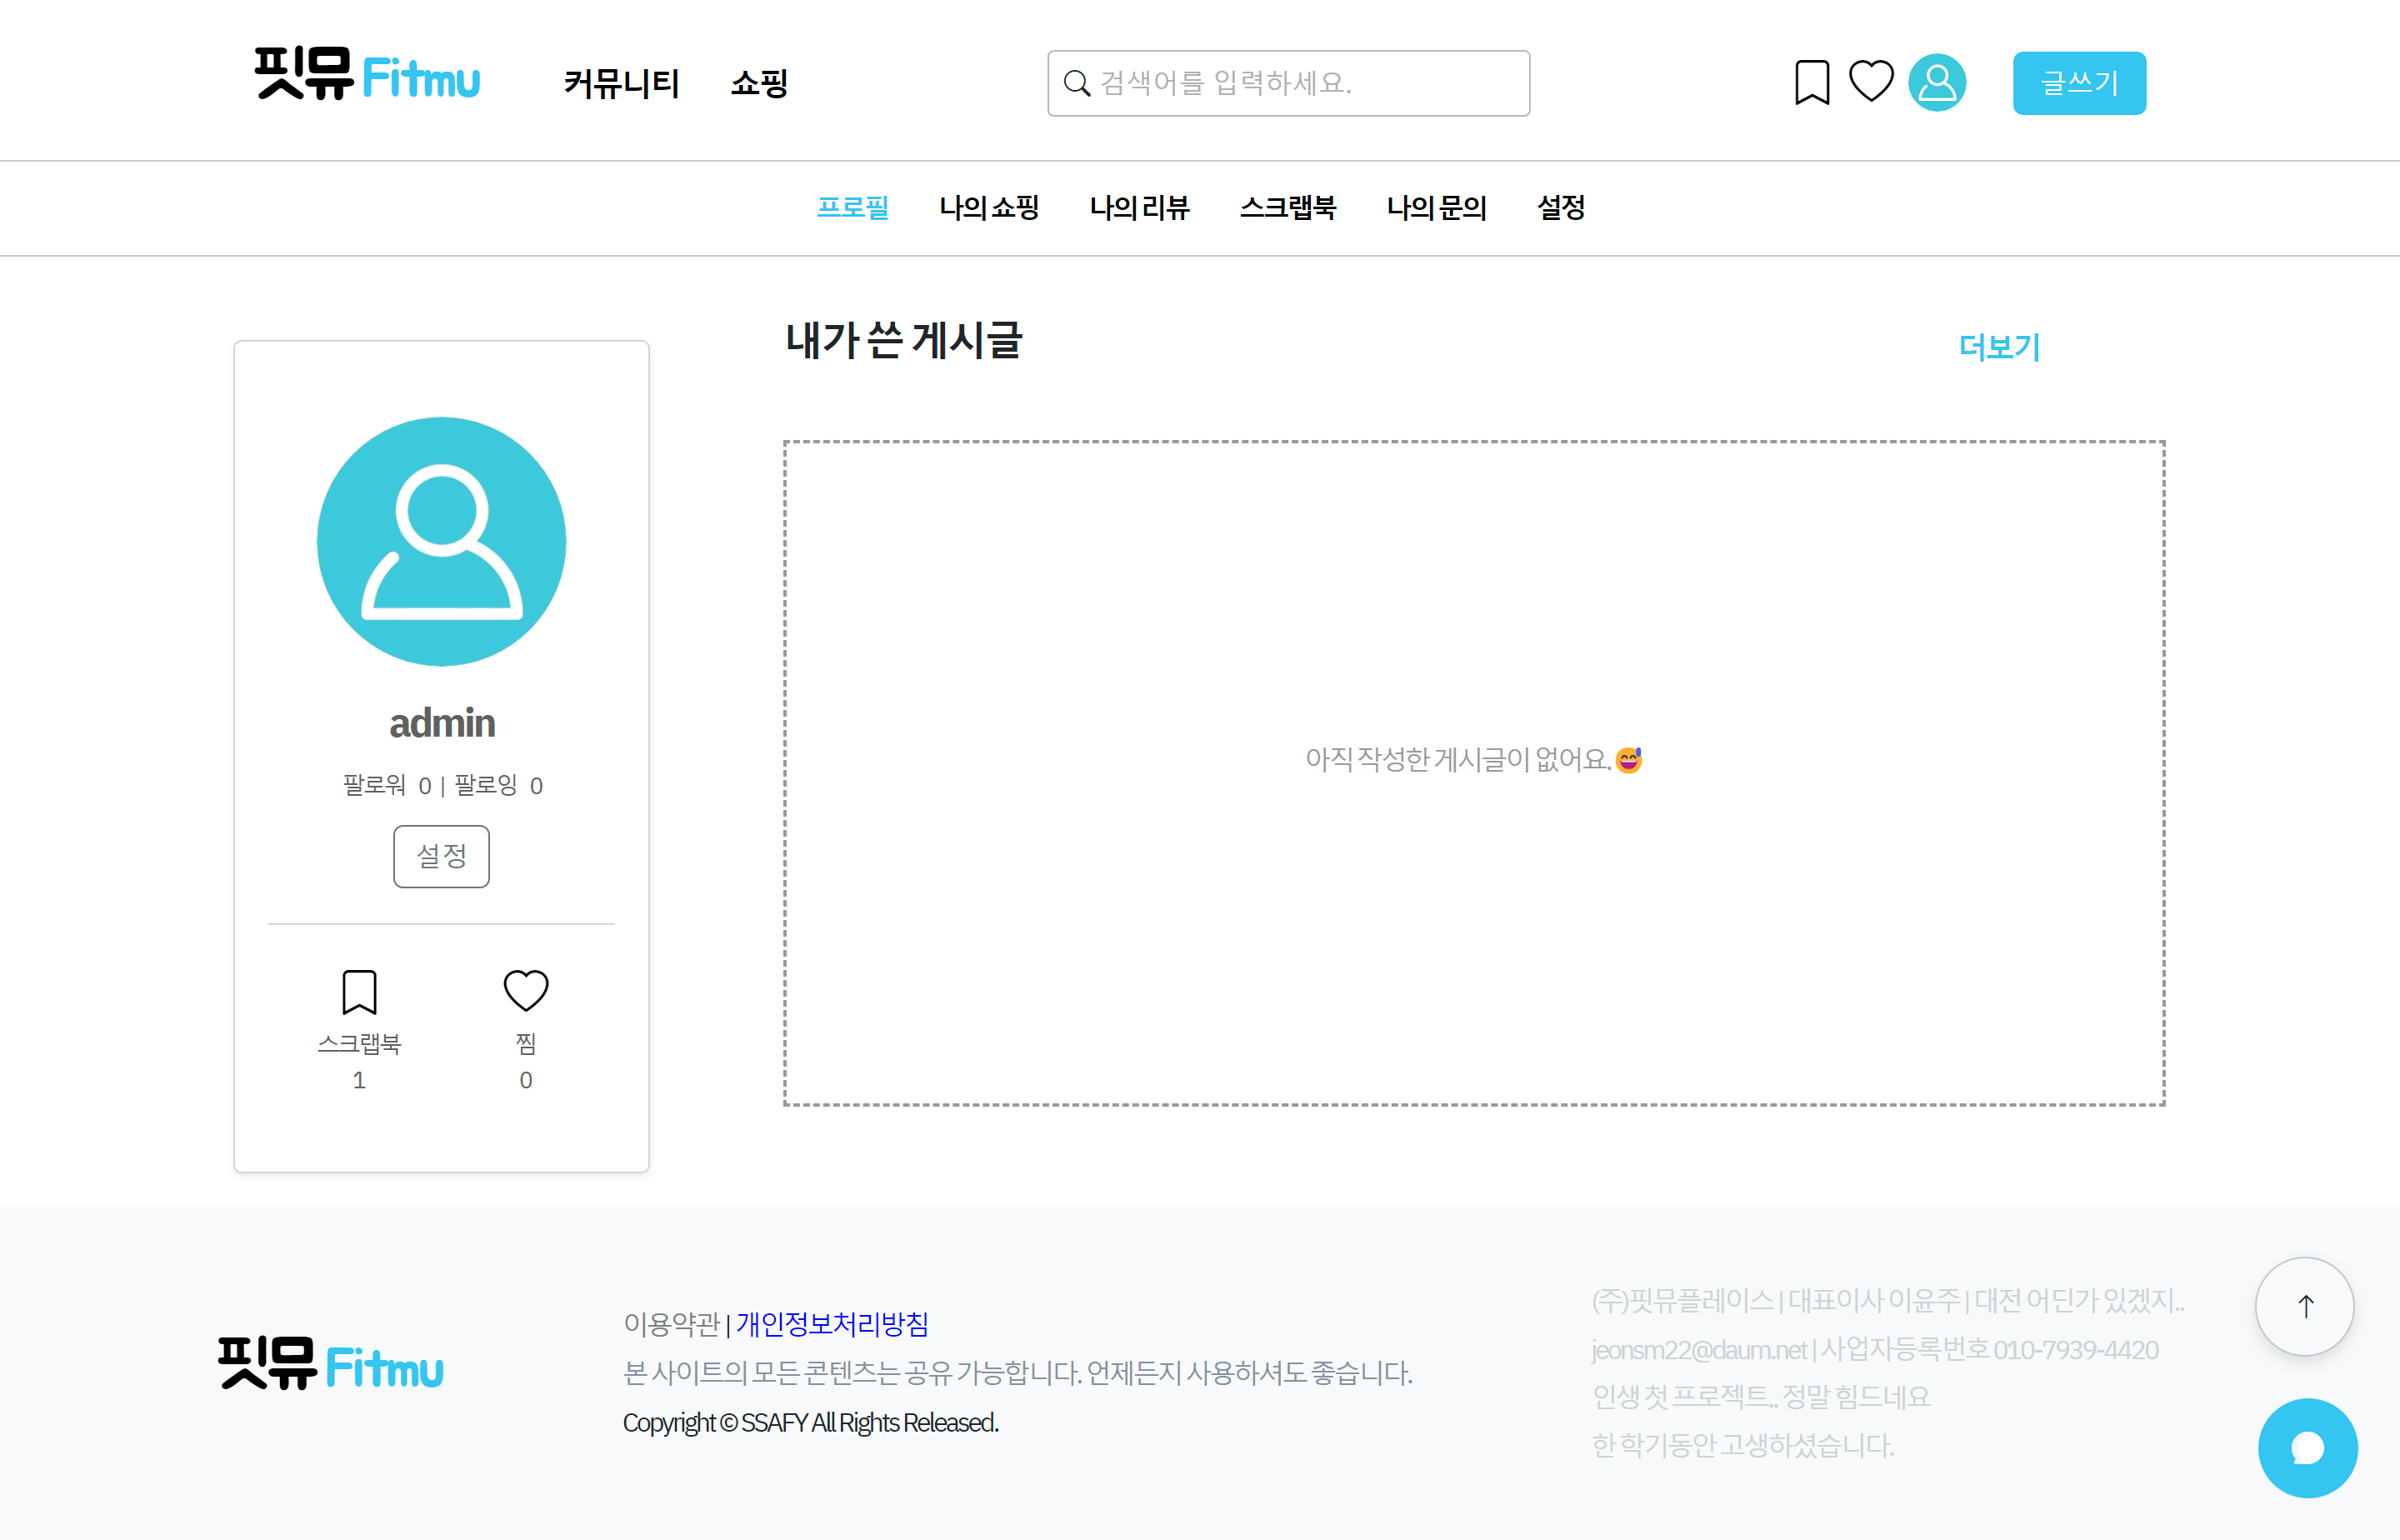 핏뮤 Fitmu
커뮤니티 쇼핑
검색어를 입력하세요.
글쓰기
프로필 나의 쇼핑 나의 리뷰 스크랩북 나의 문의 설정
내가 쓴 게시글
더보기
admin
팔로워 0 | 팔로잉 0
설정
스크랩북 찜
1 0
아직 작성한 게시글이 없어요.😅
핏뮤 Fitmu
이용약관 | 개인정보처리방침
본 사이트의 모든 콘텐츠는 공유 가능합니다. 언제든지 사용하셔도 좋습니다.
Copyright © SSAFY All Rights Released.
(주)핏뮤플레이스 | 대표이사 이윤주 | 대전 어딘가 있겠지..
jeonsm22@daum.net | 사업자등록번호 010-7939-4420
인생 첫 프로젝트.. 정말 힘드네요
한 학기동안 고생하셨습니다.